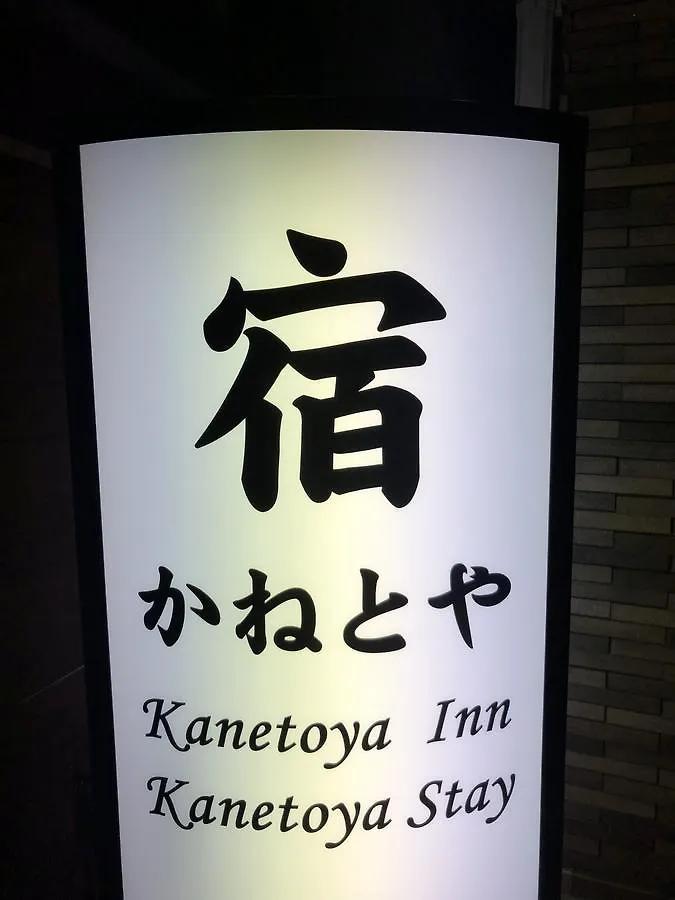 宿
かねとや
Kanetoya Inn
Kanetoya Stay